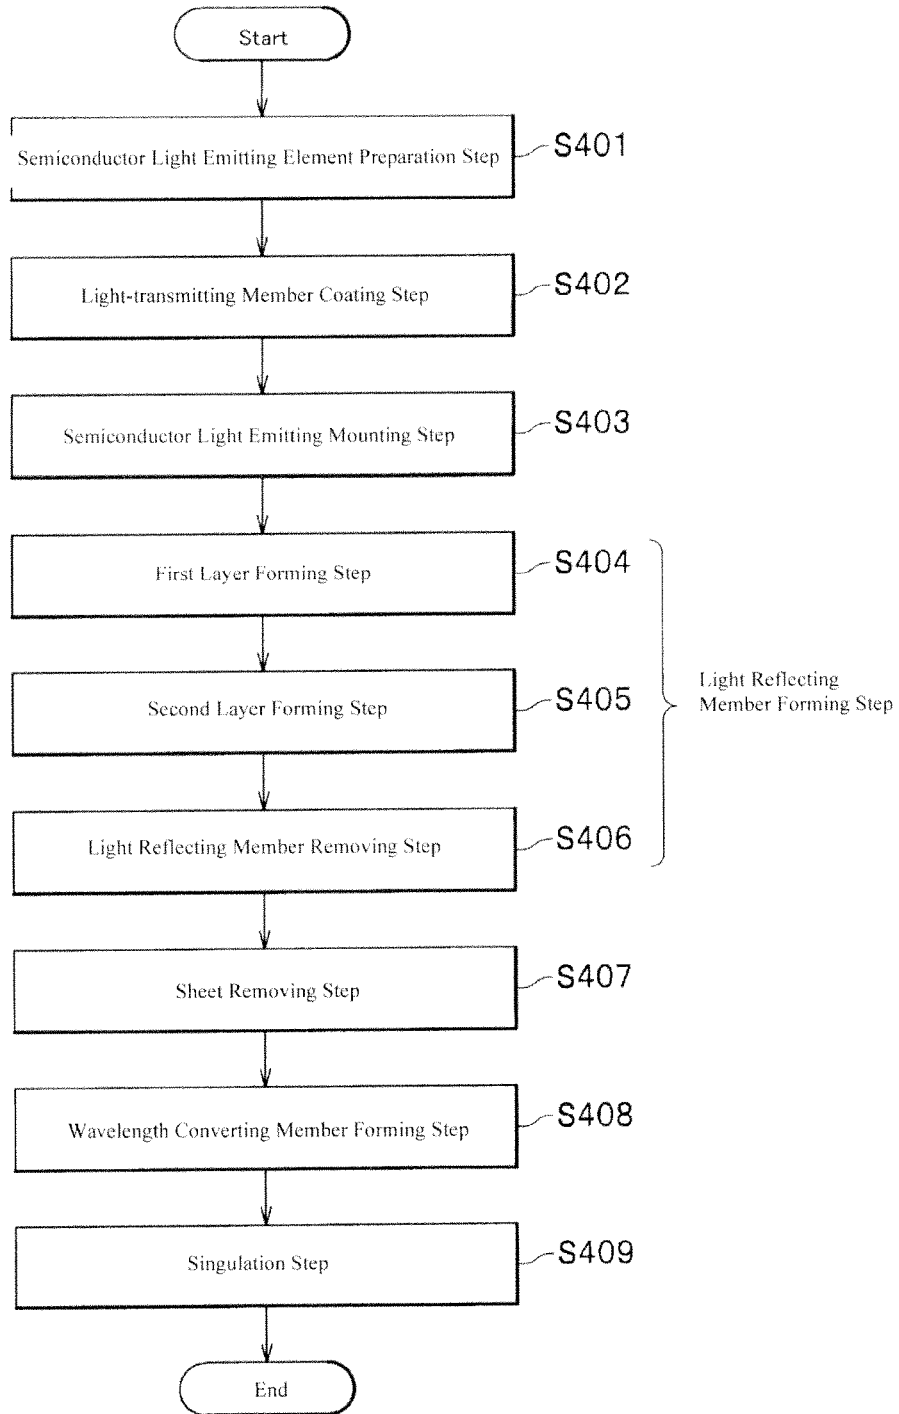 Start
Semiconductor Light Emitting Element Preparation Step
S401
Light-transmitting Member Coating Step
S402
Semiconductor Light Emitting Mounting Step
S403
First Layer Forming Step
S404
Second Layer Forming Step
S405
Light Reflecting
Member Forming Step
Light Reflecting Member Removing Step
S406
Sheet Removing Step
S407
Wavelength Converting Member Forming Step
S408
Singulation Step
S409
End